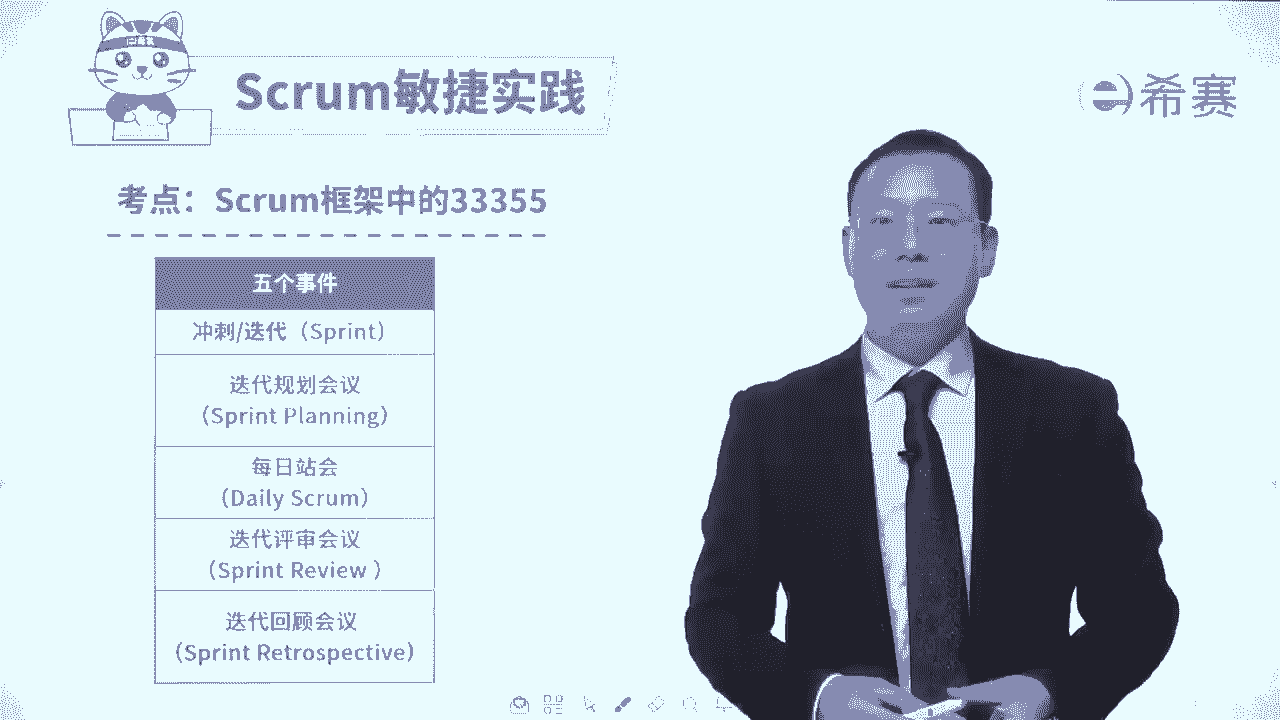 Scrum敏捷实践
希赛
考点：Scrum框架中的33355
五个事件
冲刺/迭代（Sprint）
迭代规划会议
（Sprint Planning）
每日站会
（Daily Scrum）
迭代评审会议
（Sprint Review ）
迭代回顾会议
（Sprint Retrospective）